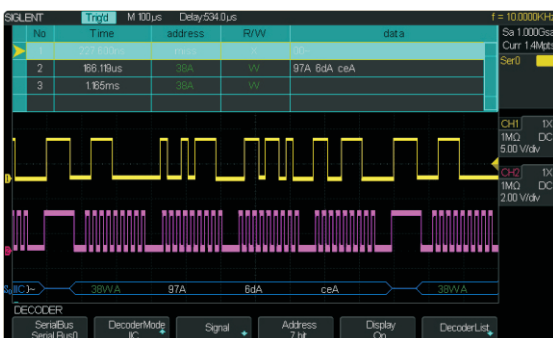 SIGLENT Trig'd M 100µs Delay:534.0µs f = 10.0000KHz
Sa 1.00GSa
Curr 1.4Mpts
No Time address R/W data
2 166.119us 38A W 97A 6dA ceA
3 1.165ms 38A W
Ser0
CH1 1X
1MΩ DC
5.00 V/div
CH2 1X
1MΩ DC
2.00 V/div
38WA 97A 6dA ceA 38WA
DECODER
SerialBus DecoderMode Signal Address Display DecoderList
Serial Bus0 IIC 7 bit On